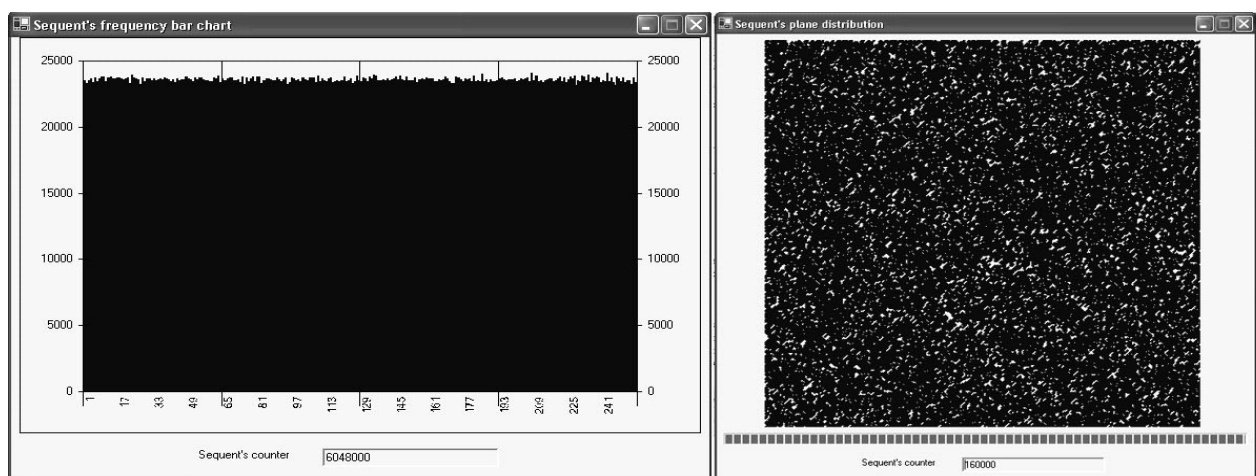 Sequent's frequency bar chart
25000
20000
15000
10000
5000
0
25000
20000
15000
10000
5000
0
1 17 33 49 65 81 97 113 129 145 161 177 193 209 225 241
Sequent's counter 6048000
Sequent's plane distribution
Sequent's counter 160000